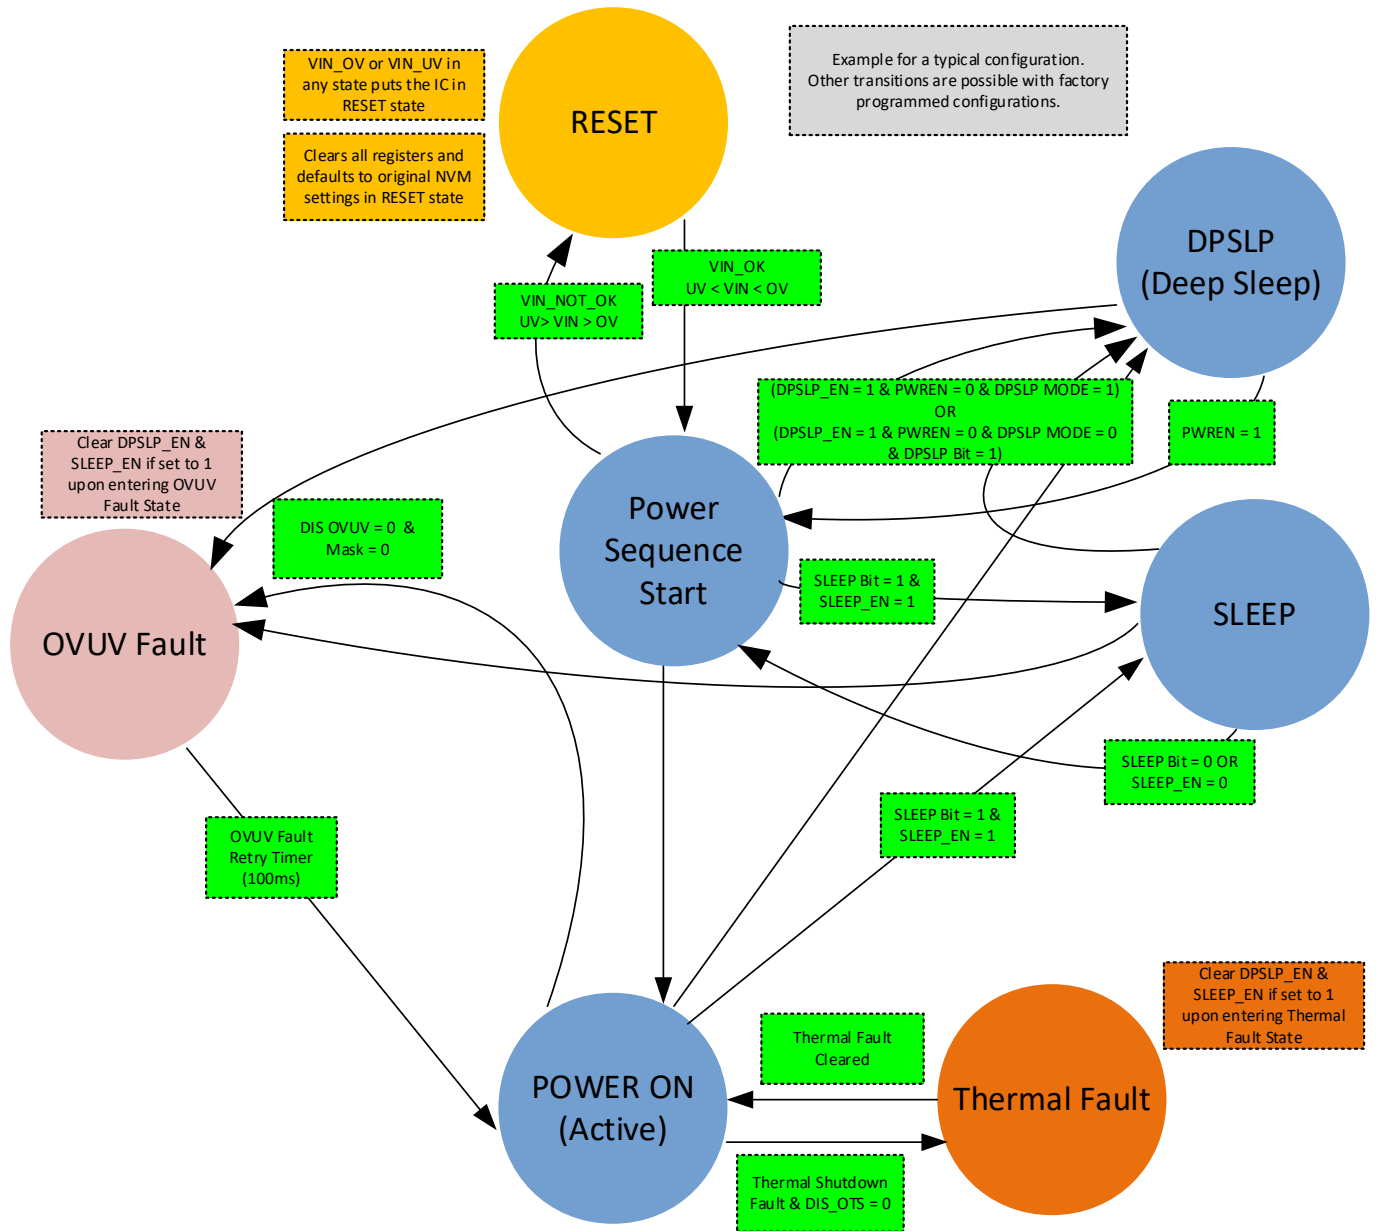 VIN_OV or VIN_UV in
any state puts the IC in
RESET state
Clears all registers and
defaults to original NVM
settings in RESET state
RESET
Example for a typical configuration.
Other transitions are possible with factory
programmed configurations.
DPSLP
(Deep Sleep)
VIN_OK
UV < VIN < OV
VIN_NOT_OK
UV> VIN > OV
(DPSLP_EN = 1 & PWREN = 0 & DPSLP MODE = 1)
OR
(DPSLP_EN = 1 & PWREN = 0 & DPSLP MODE = 0
& DPSLP Bit = 1)
PWREN = 1
Clear DPSLP_EN &
SLEEP_EN if set to 1
upon entering OVUV
Fault State
DIS OVUV = 0 &
Mask = 0
Power
Sequence
Start
SLEEP Bit = 1 &
SLEEP_EN = 1
SLEEP
OVUV Fault
SLEEP Bit = 0 OR
SLEEP_EN = 0
SLEEP Bit = 1 &
SLEEP_EN = 1
OVUV Fault
Retry Timer
(100ms)
Clear DPSLP_EN &
SLEEP_EN if set to 1
upon entering Thermal
Fault State
Thermal Fault
Cleared
POWER ON
(Active)
Thermal Fault
Thermal Shutdown
Fault & DIS_OTS = 0